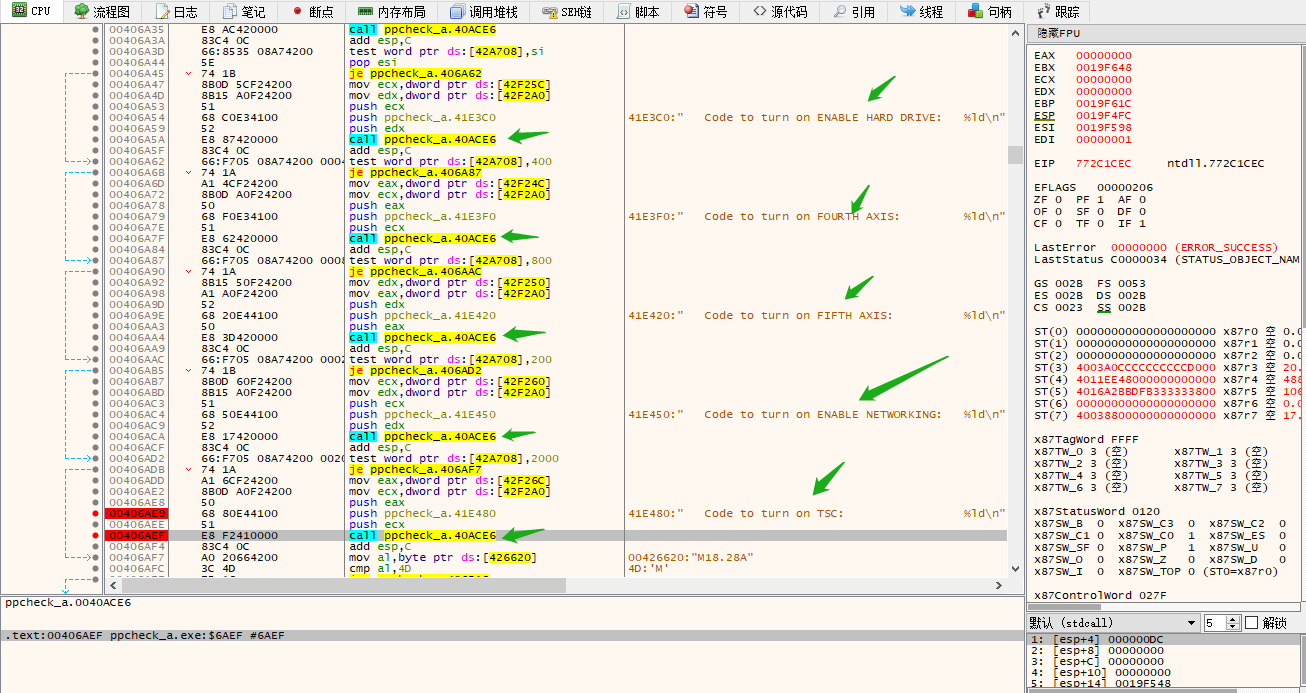 CPU 流程图 日志 笔记 断点 内存布局 调用堆栈 SEH链 脚本 符号 源代码 引用 线程 句柄 跟踪
00406A35 E8 AC420000 call ppcheck_a.40ACE6
00406A3A 83C4 0C add esp,C
00406A3D 66:8535 08A74200 test word ptr ds:[42A708],si
00406A44 5E pop esi
00406A45 74 1B je ppcheck_a.406A62
00406A47 8B0D 5CF24200 mov ecx,dword ptr ds:[42F25C]
00406A4D 8B15 A0F24200 mov edx,dword ptr ds:[42F2A0]
00406A53 51 push ecx
00406A54 68 C0E34100 push ppcheck_a.41E3C0 41E3C0:" Code to turn on ENABLE HARD DRIVE: %ld\n"
00406A59 52 push edx
00406A5A E8 87420000 call ppcheck_a.40ACE6
00406A5F 83C4 0C add esp,C
00406A62 66:F705 08A74200 0004 test word ptr ds:[42A708],400
00406A6B 74 1A je ppcheck_a.406A87
00406A6D A1 4CF24200 mov eax,dword ptr ds:[42F24C]
00406A72 8B0D A0F24200 mov ecx,dword ptr ds:[42F2A0]
00406A78 50 push eax
00406A79 68 F0E34100 push ppcheck_a.41E3F0 41E3F0:" Code to turn on FOURTH AXIS: %ld\n"
00406A7E 51 push ecx
00406A7F E8 62420000 call ppcheck_a.40ACE6
00406A84 83C4 0C add esp,C
00406A87 66:F705 08A74200 0008 test word ptr ds:[42A708],800
00406A90 74 1A je ppcheck_a.406AAC
00406A92 8B15 50F24200 mov edx,dword ptr ds:[42F250]
00406A98 A1 A0F24200 mov eax,dword ptr ds:[42F2A0]
00406A9D 52 push edx
00406A9E 68 20E44100 push ppcheck_a.41E420 41E420:" Code to turn on FIFTH AXIS: %ld\n"
00406AA3 50 push eax
00406AA4 E8 3D420000 call ppcheck_a.40ACE6
00406AA9 83C4 0C add esp,C
00406AAC 66:F705 08A74200 0002 test word ptr ds:[42A708],200
00406AB5 74 1B je ppcheck_a.406AD2
00406AB7 8B0D 60F24200 mov ecx,dword ptr ds:[42F260]
00406ABD 8B15 A0F24200 mov edx,dword ptr ds:[42F2A0]
00406AC3 51 push ecx
00406AC4 68 50E44100 push ppcheck_a.41E450 41E450:" Code to turn on ENABLE NETWORKING: %ld\n"
00406AC9 52 push edx
00406ACA E8 17420000 call ppcheck_a.40ACE6
00406ACF 83C4 0C add esp,C
00406AD2 66:F705 08A74200 0020 test word ptr ds:[42A708],2000
00406ADB 74 1A je ppcheck_a.406AF7
00406ADD A1 6CF24200 mov eax,dword ptr ds:[42F26C]
00406AE2 8B0D A0F24200 mov ecx,dword ptr ds:[42F2A0]
00406AE8 50 push eax
00406AE9 68 80E44100 push ppcheck_a.41E480 41E480:" Code to turn on TSC: %ld\n"
00406AEE 51 push ecx
00406AEF E8 F2410000 call ppcheck_a.40ACE6
00406AF4 83C4 0C add esp,C
00406AF7 A0 20664200 mov al,byte ptr ds:[426620] 00426620:"M18.28A"
00406AFC 3C 4D cmp al,4D 4D:'M'
ppcheck_a.0040ACE6
.text:00406AEF ppcheck_a.exe:$6AEF #6AEF
隐藏FPU
EAX 00000000
EBX 0019F648
ECX 00000000
EDX 00000000
EBP 0019F61C
ESP 0019F4FC
ESI 0019F598
EDI 00000001
EIP 772C1CEC ntdll.772C1CEC
EFLAGS 00000206
ZF 0 PF 1 AF 0
OF 0 SF 0 DF 0
CF 0 TF 0 IF 1
LastError 00000000 (ERROR_SUCCESS)
LastStatus C0000034 (STATUS_OBJECT_NAM
GS 002B FS 0053
ES 002B DS 002B
CS 0023 SS 002B
ST(0) 00000000000000000000 x87r0 空 0.0
ST(1) 00000000000000000000 x87r1 空 0.0
ST(2) 00000000000000000000 x87r2 空 0.0
ST(3) 4003A0CCCCCCCCCCD000 x87r3 空 20.
ST(4) 4011EE48000000000000 x87r4 空 488
ST(5) 4016A2BBDFB333333800 x87r5 空 106
ST(6) 00000000000000000000 x87r6 空 0.0
ST(7) 40038800000000000000 x87r7 空 17.
x87TagWord FFFF
x87TW_0 3 (空) x87TW_1 3 (空)
x87TW_2 3 (空) x87TW_3 3 (空)
x87TW_4 3 (空) x87TW_5 3 (空)
x87TW_6 3 (空) x87TW_7 3 (空)
x87StatusWord 0120
x87SW_B 0 x87SW_C3 0 x87SW_C2 0
x87SW_C1 0 x87SW_C0 1 x87SW_ES 0
x87SW_SF 0 x87SW_P 1 x87SW_U 0
x87SW_O 0 x87SW_Z 0 x87SW_D 0
x87SW_I 0 x87SW_TOP 0 (ST0=x87r0)
x87ControlWord 027F
默认 (stdcall) 5 解锁
1: [esp+4] 000000DC
2: [esp+8] 00000000
3: [esp+C] 00000000
4: [esp+10] 00000000
5: [esp+14] 0019F548